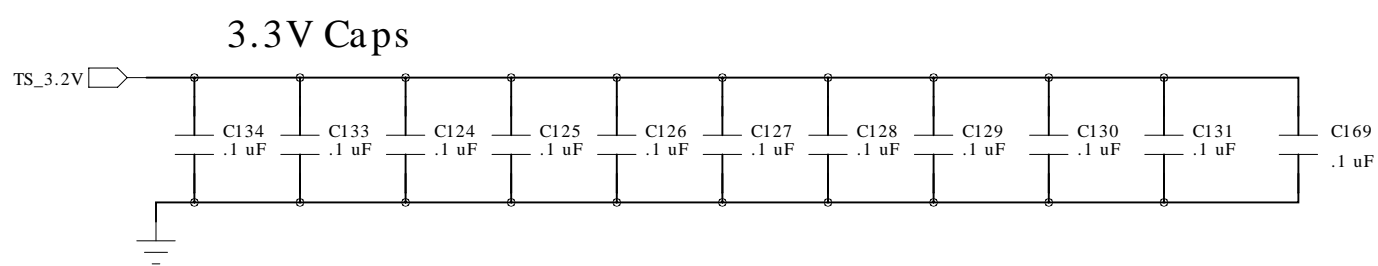 3.3V Caps
TS_3.2V
C134 C133 C124 C125 C126 C127 C128 C129 C130 C131 C169
.1 uF .1 uF .1 uF .1 uF .1 uF .1 uF .1 uF .1 uF .1 uF .1 uF .1 uF